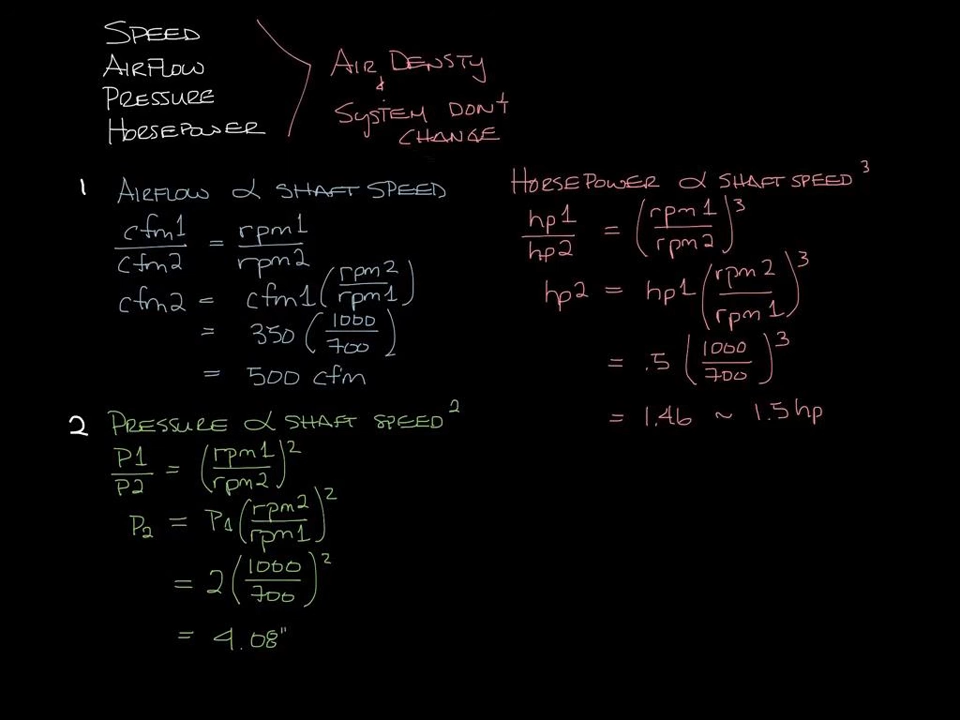 SPEED
AIRFLOW
PRESSURE
HORSEPOWER
AIR DENSTY
&
SYSTEM DON'T
CHANGE
1 AIRFLOW ∝ SHAFT SPEED
cfm1/cfm2 = rpm1/rpm2
cfm2 = cfm1 (rpm2/rpm1)
= 350 (1000/700)
= 500 cfm
2 PRESSURE ∝ SHAFT SPEED²
P1/P2 = (rpm1/rpm2)²
P₂ = P1 (rpm2/rpm1)²
= 2 (1000/700)²
= 4.08"
HORSEPOWER ∝ SHAFT SPEED³
hp1/hp2 = (rpm1/rpm2)³
hp2 = hp1 (rpm2/rpm1)³
= .5 (1000/700)³
= 1.46 ~ 1.5 hp